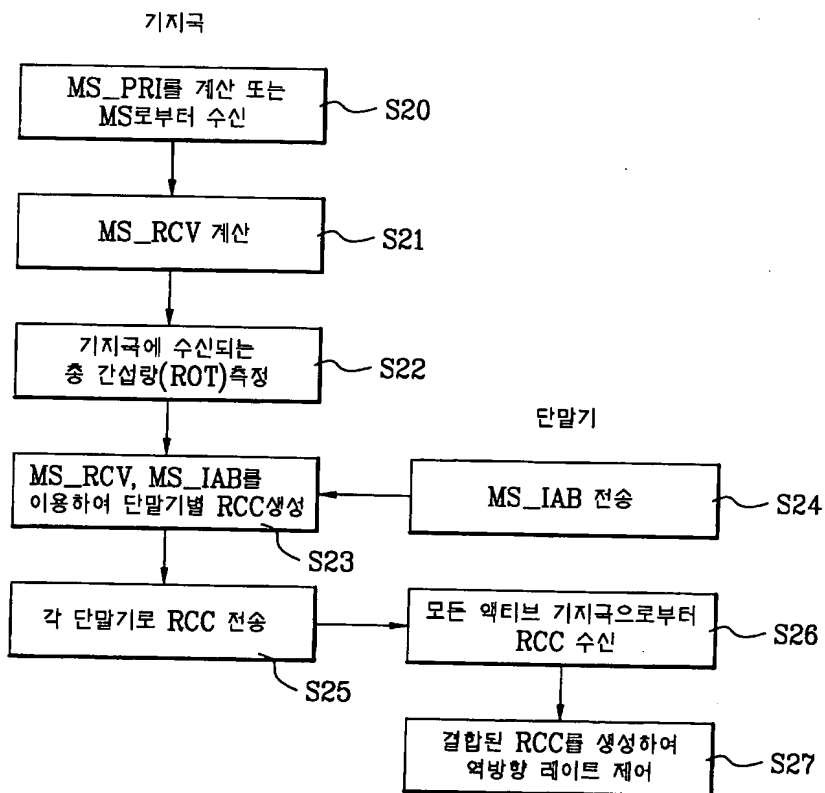 기지국
MS_PRI를 계산 또는
MS로부터 수신
S20
MS_RCV 계산
S21
기지국에 수신되는
총 간섭량(ROT)측정
S22
단말기
MS_RCV, MS_IAB를
이용하여 단말기별 RCC생성
S23
MS_IAB 전송
S24
각 단말기로 RCC 전송
S25
모든 액티브 기지국으로부터
RCC 수신
S26
결합된 RCC를 생성하여
역방향 레이트 제어
S27